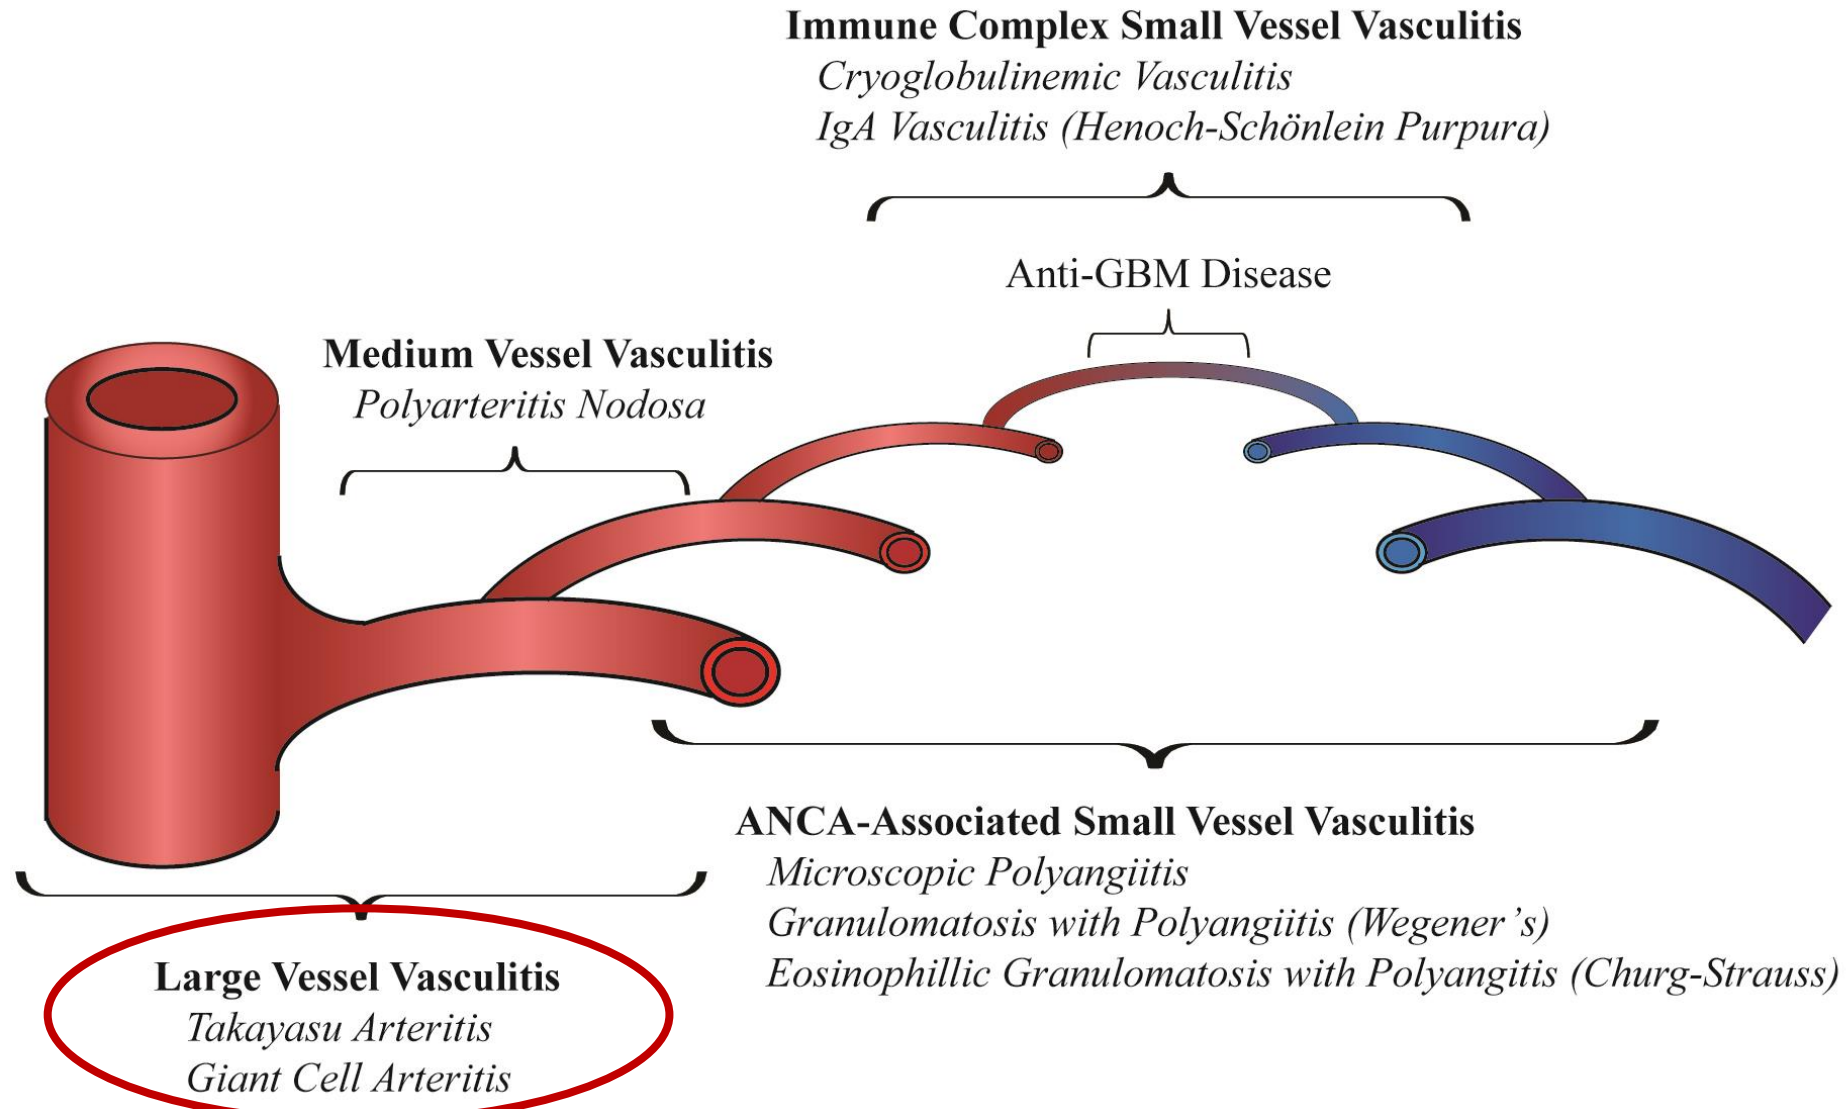 Immune Complex Small Vessel Vasculitis
Cryoglobulinemic Vasculitis
IgA Vasculitis (Henoch-Schönlein Purpura)
Anti-GBM Disease
Medium Vessel Vasculitis
Polyarteritis Nodosa
ANCA-Associated Small Vessel Vasculitis
Microscopic Polyangiitis
Granulomatosis with Polyangiitis (Wegener's)
Eosinophillic Granulomatosis with Polyangitis (Churg-Strauss)
Large Vessel Vasculitis
Takayasu Arteritis
Giant Cell Arteritis